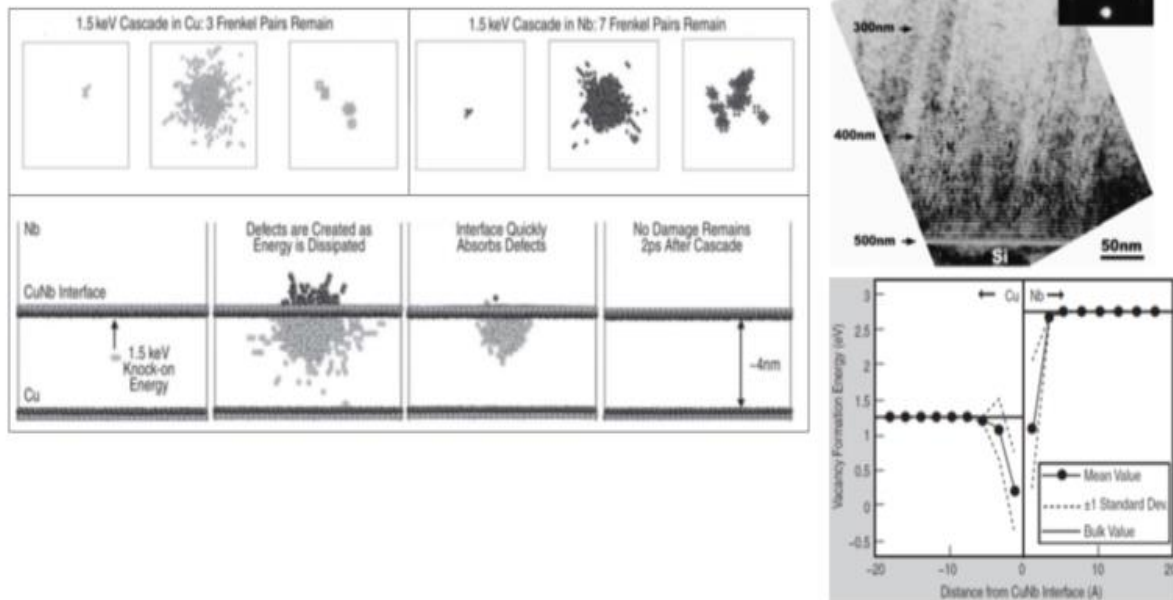 1.5 keV Cascade in Cu: 3 Frenkel Pairs Remain
1.5 keV Cascade in Nb: 7 Frenkel Pairs Remain
Nb
CuNb Interface
1.5 keV
Knock-on
Energy
Cu
Defects are Created as
Energy is Dissipated
Interface Quickly
Absorbs Defects
No Damage Remains
2ps After Cascade
~4nm
300nm
400nm
500nm
Si
50nm
Vacancy Formation Energy (eV)
3
2.5
2
1.5
1
0.5
0
-0.5
Cu
Nb
Mean Value
±1 Standard Dev.
Bulk Value
-20
-10
0
10
20
Distance from CuNb Interface (A)